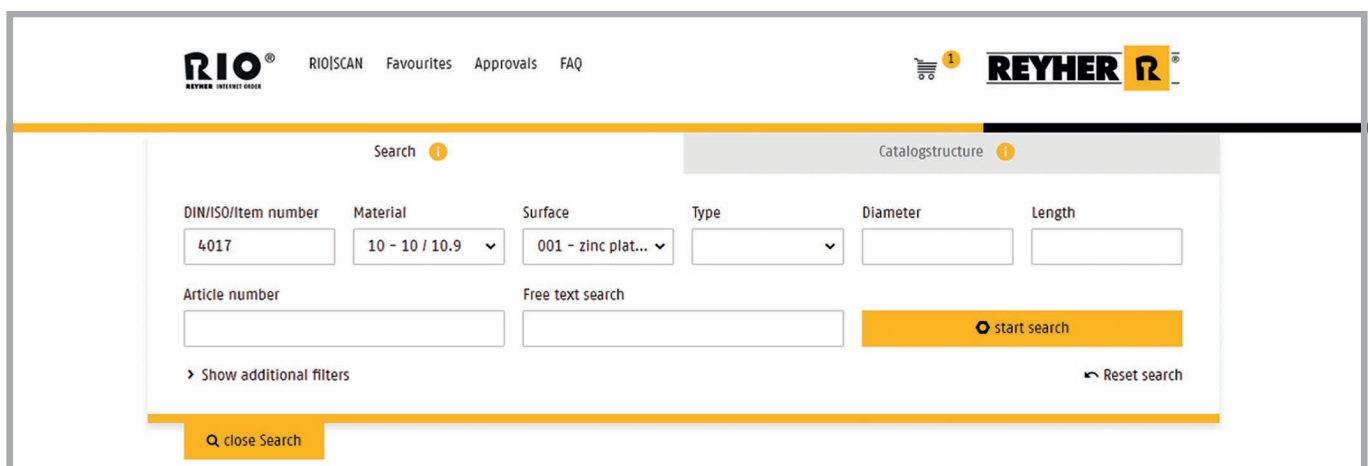 RIO®
REYHER INTERNET ORDER
RIO|SCAN Favourites Approvals FAQ
1
REYHER R®
Search i
Catalogstructure i
DIN/ISO/Item number Material Surface Type Diameter Length
4017 10 - 10 / 10.9 001 - zinc plat...
Article number Free text search
start search
> Show additional filters
Reset search
close Search